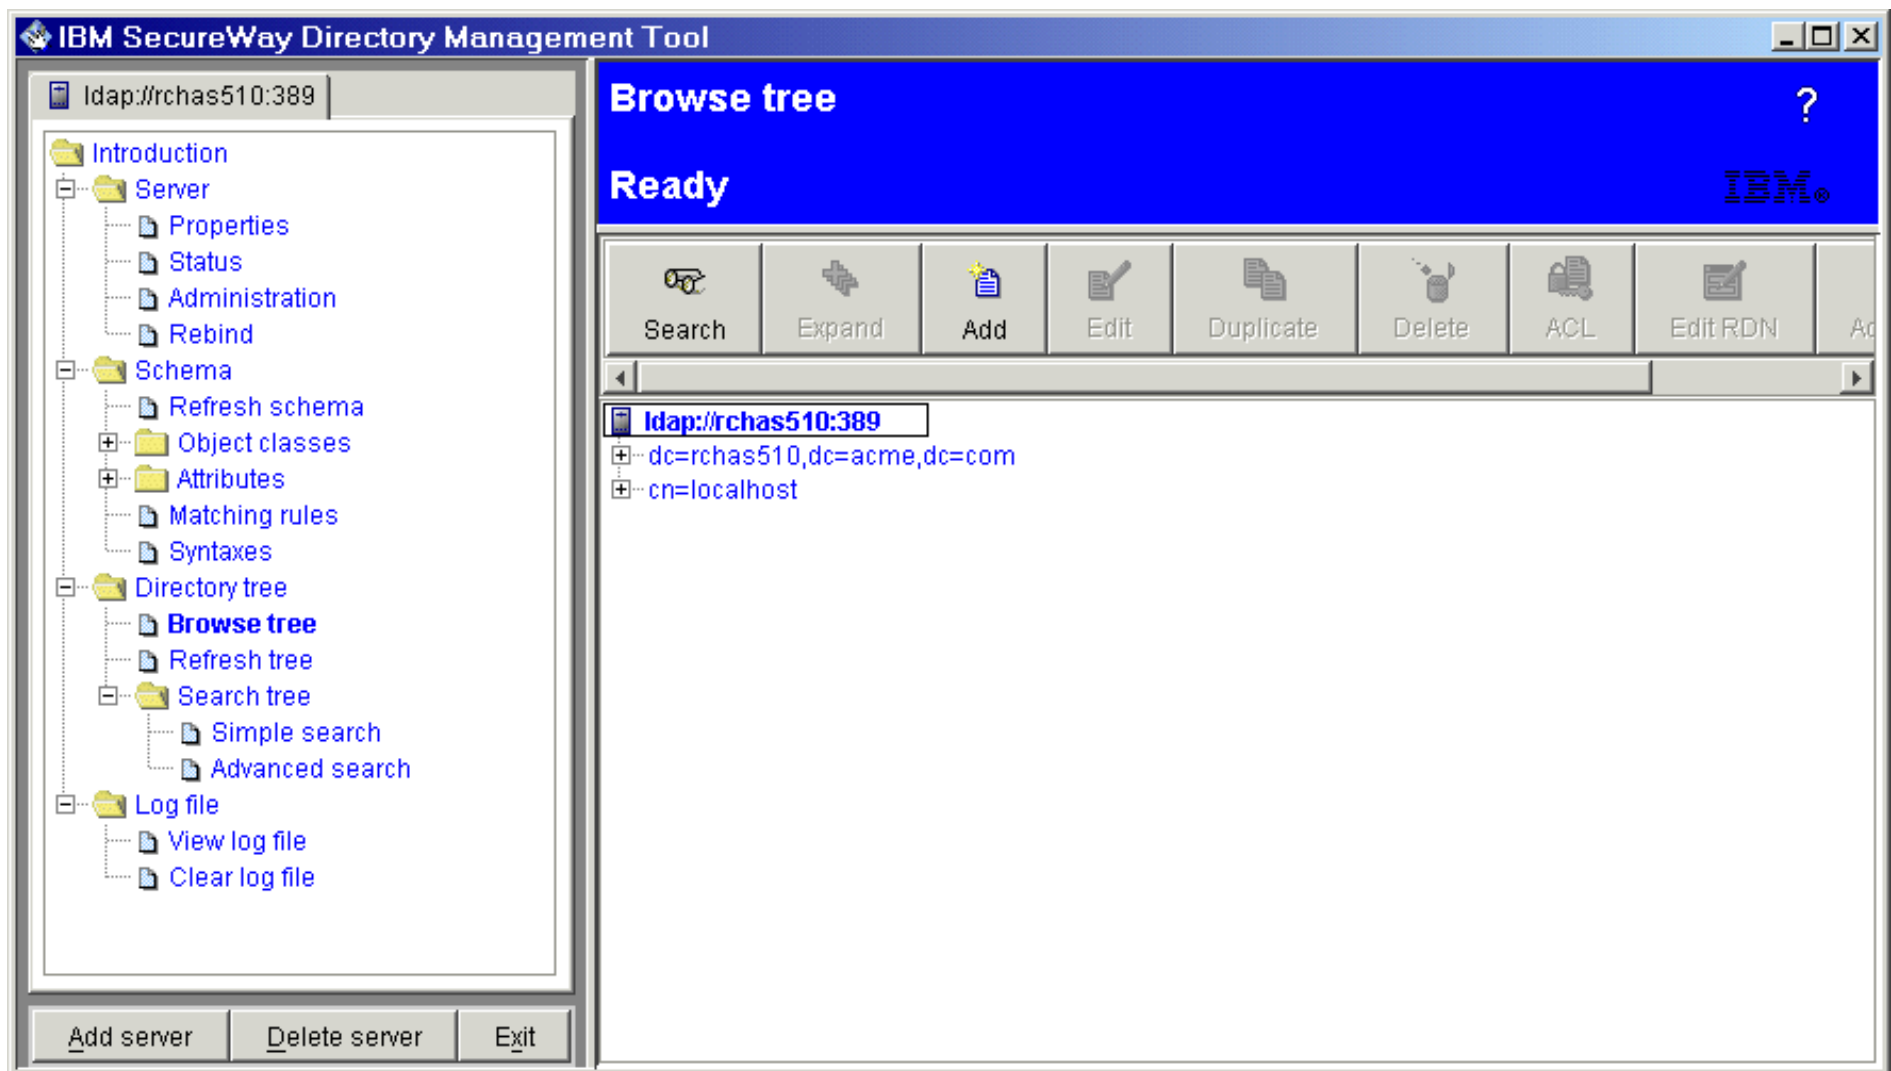 IBM SecureWay Directory Management Tool
ldap://rchas510:389
Introduction
Server
Properties
Status
Administration
Rebind
Schema
Refresh schema
Object classes
Attributes
Matching rules
Syntaxes
Directory tree
Browse tree
Refresh tree
Search tree
Simple search
Advanced search
Log file
View log file
Clear log file
Add server Delete server Exit
Browse tree ?
Ready IBM®
Search Expand Add Edit Duplicate Delete ACL Edit RDN
ldap://rchas510:389
dc=rchas510,dc=acme,dc=com
cn=localhost